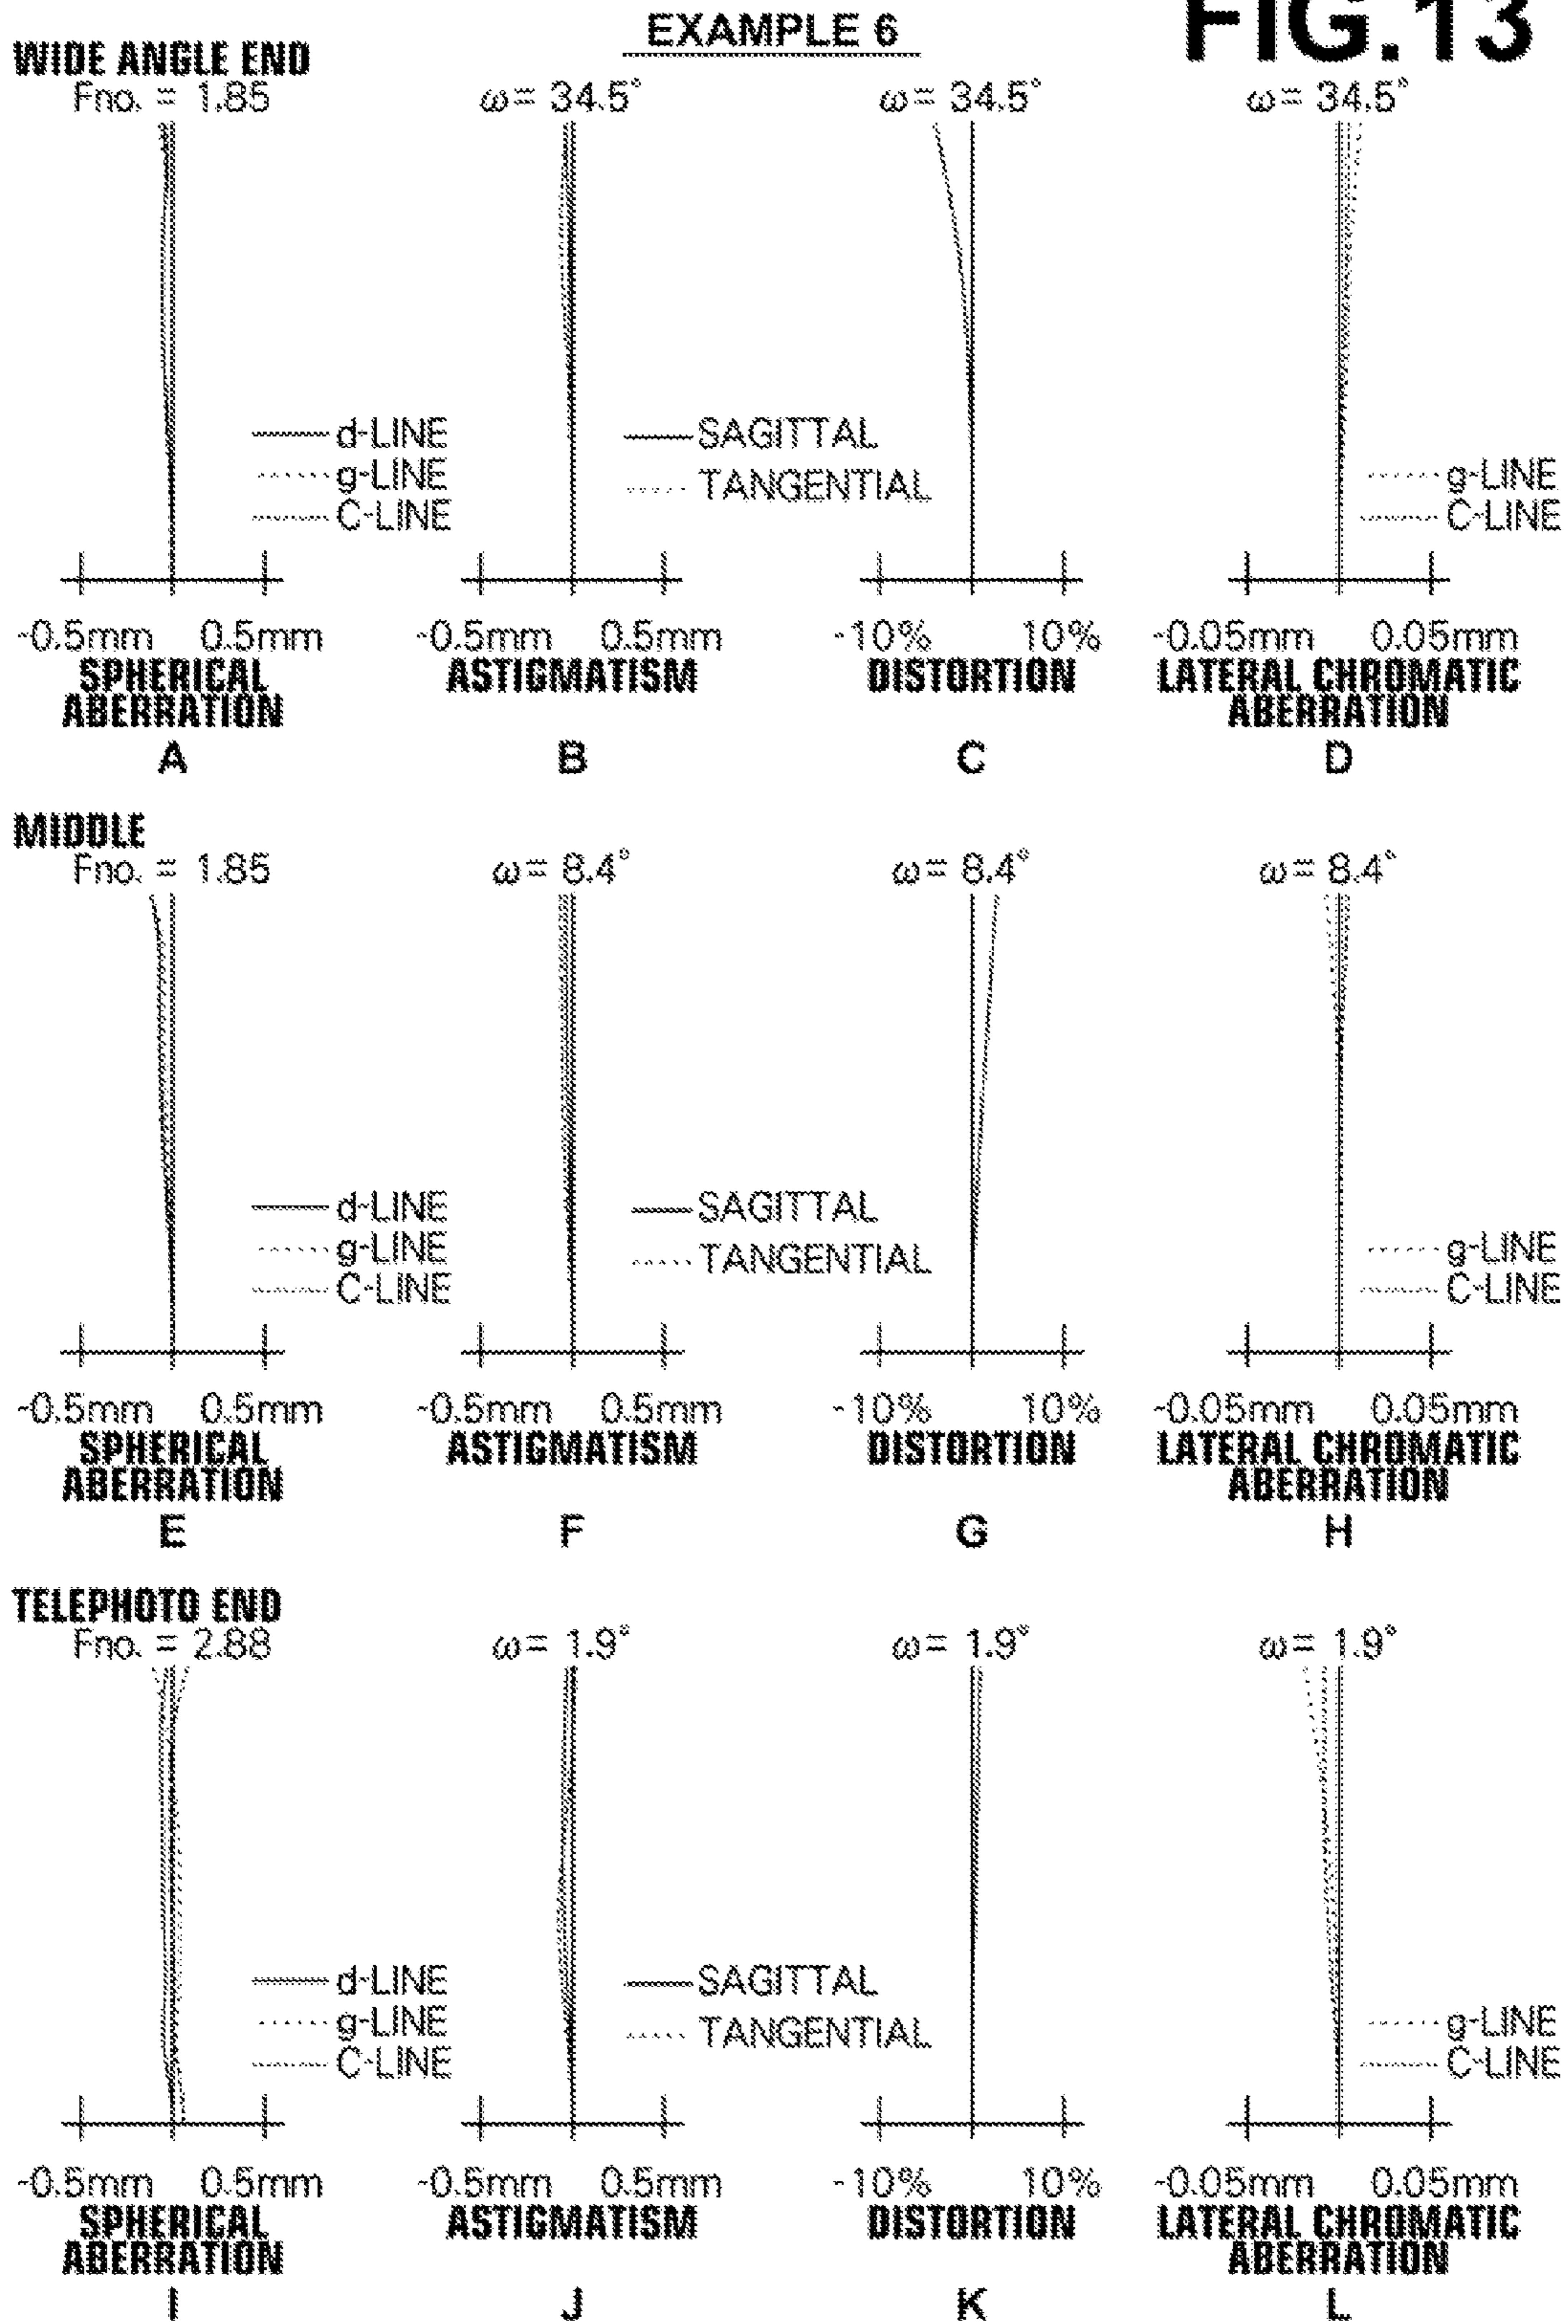 EXAMPLE 6
FIG.13
WIDE ANGLE END
Fno. = 1.85
ω= 34.5°
ω= 34.5°
ω= 34.5°
d-LINE
g-LINE
C-LINE
SAGITTAL
TANGENTIAL
g-LINE
C-LINE
-0.5mm 0.5mm
-0.5mm 0.5mm
-10% 10%
-0.05mm 0.05mm
SPHERICAL
ABERRATION
ASTIGMATISM
DISTORTION
LATERAL CHROMATIC
ABERRATION
A
B
C
D
MIDDLE
Fno. = 1.85
ω= 8.4°
ω= 8.4°
ω= 8.4°
d-LINE
g-LINE
C-LINE
SAGITTAL
TANGENTIAL
g-LINE
C-LINE
-0.5mm 0.5mm
-0.5mm 0.5mm
-10% 10%
-0.05mm 0.05mm
SPHERICAL
ABERRATION
ASTIGMATISM
DISTORTION
LATERAL CHROMATIC
ABERRATION
E
F
G
H
TELEPHOTO END
Fno. = 2.88
ω= 1.9°
ω= 1.9°
ω= 1.9°
d-LINE
g-LINE
C-LINE
SAGITTAL
TANGENTIAL
g-LINE
C-LINE
-0.5mm 0.5mm
-0.5mm 0.5mm
-10% 10%
-0.05mm 0.05mm
SPHERICAL
ABERRATION
ASTIGMATISM
DISTORTION
LATERAL CHROMATIC
ABERRATION
I
J
K
L